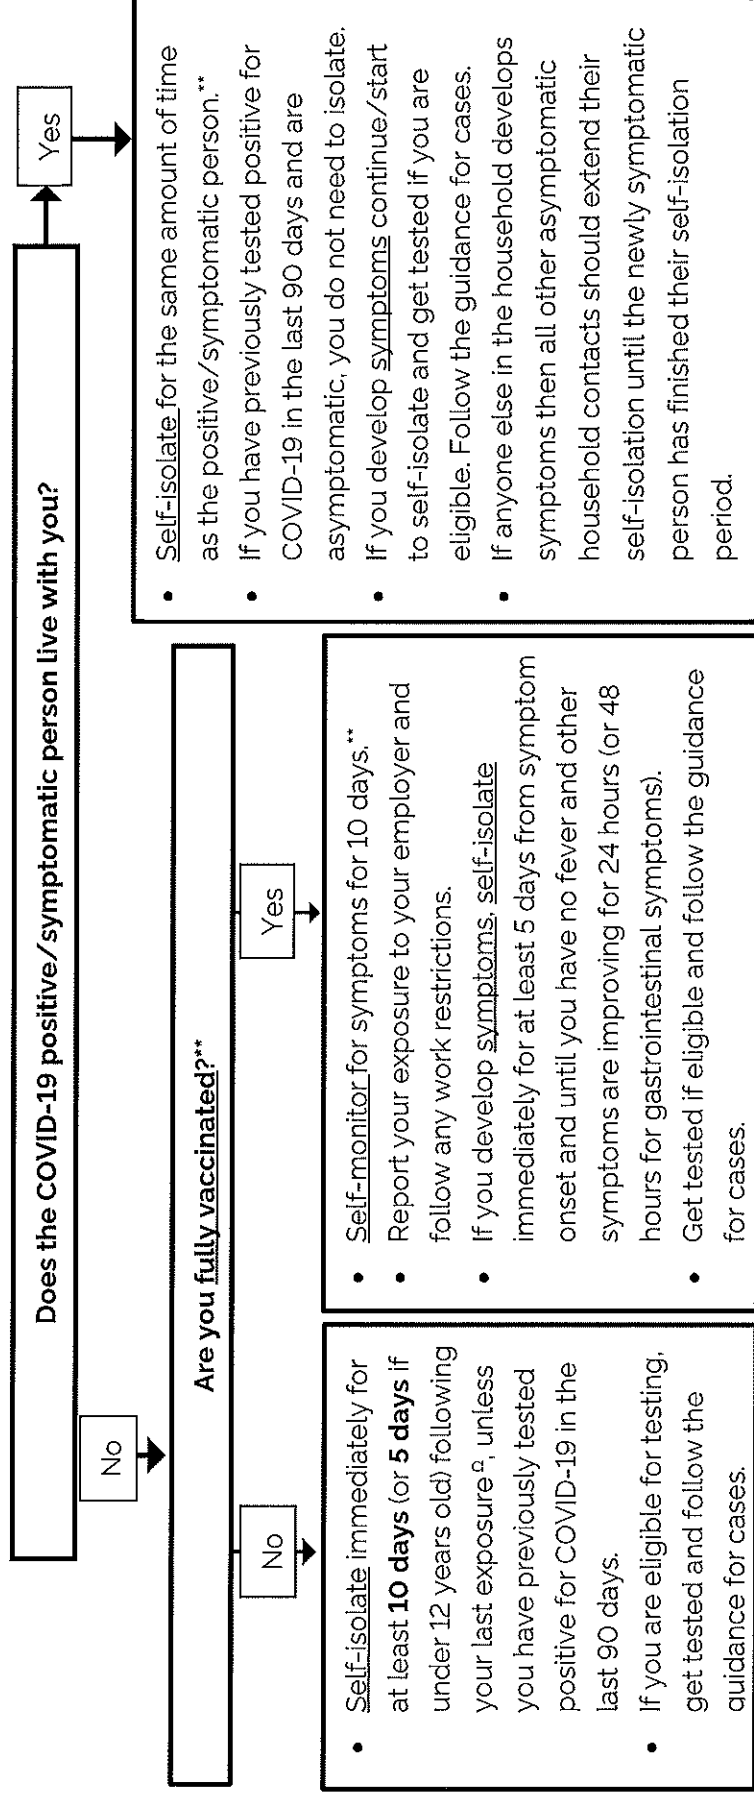 Does the COVID-19 positive/symptomatic person live with you?
No
Yes
Are you fully vaccinated?**
No
Yes
• Self-isolate immediately for
at least 10 days (or 5 days if
under 12 years old) following
your last exposureΩ, unless
you have previously tested
positive for COVID-19 in the
last 90 days.
• If you are eligible for testing,
get tested and follow the
guidance for cases.
• Self-monitor for symptoms for 10 days.**
• Report your exposure to your employer and
follow any work restrictions.
• If you develop symptoms, self-isolate
immediately for at least 5 days from symptom
onset and until you have no fever and other
symptoms are improving for 24 hours (or 48
hours for gastrointestinal symptoms).
• Get tested if eligible and follow the guidance
for cases.
• Self-isolate for the same amount of time
as the positive/symptomatic person.**
• If you have previously tested positive for
COVID-19 in the last 90 days and are
asymptomatic, you do not need to isolate.
• If you develop symptoms continue/start
to self-isolate and get tested if you are
eligible. Follow the guidance for cases.
• If anyone else in the household develops
symptoms then all other asymptomatic
household contacts should extend their
self-isolation until the newly symptomatic
person has finished their self-isolation
period.